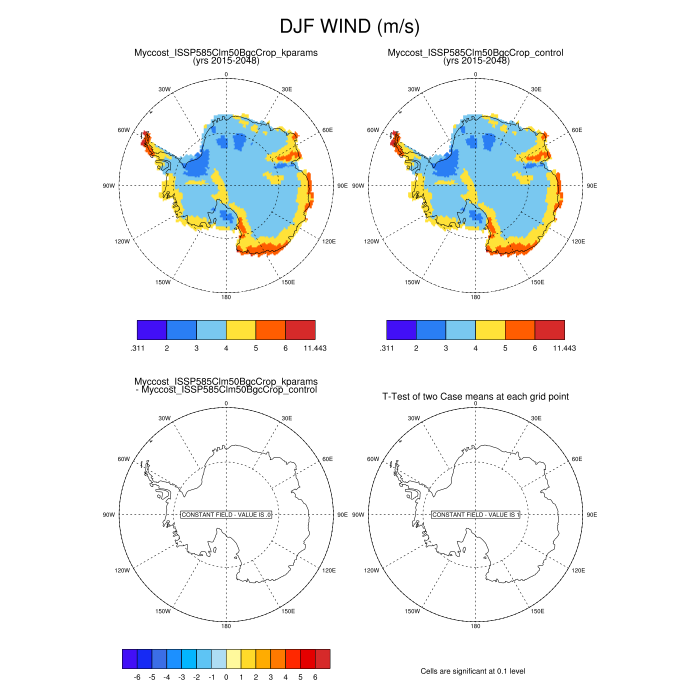 DJF WIND (m/s)
Myccost_ISSP585Clm50BgcCrop_kparams
(yrs 2015-2048)
0
30E
60E
90E
120E
150E
180
150W
120W
90W
60W
30W
.311 2 3 4 5 6 11.443
Myccost_ISSP585Clm50BgcCrop_control
(yrs 2015-2048)
0
30E
60E
90E
120E
150E
180
150W
120W
90W
60W
30W
.311 2 3 4 5 6 11.443
Myccost_ISSP585Clm50BgcCrop_kparams
- Myccost_ISSP585Clm50BgcCrop_control
0
30E
60E
90E
120E
150E
180
150W
120W
90W
60W
30W
CONSTANT FIELD - VALUE IS .0
-6 -5 -4 -3 -2 -1 0 1 2 3 4 5 6
T-Test of two Case means at each grid point
0
30E
60E
90E
120E
150E
180
150W
120W
90W
60W
30W
CONSTANT FIELD - VALUE IS 1
Cells are significant at 0.1 level